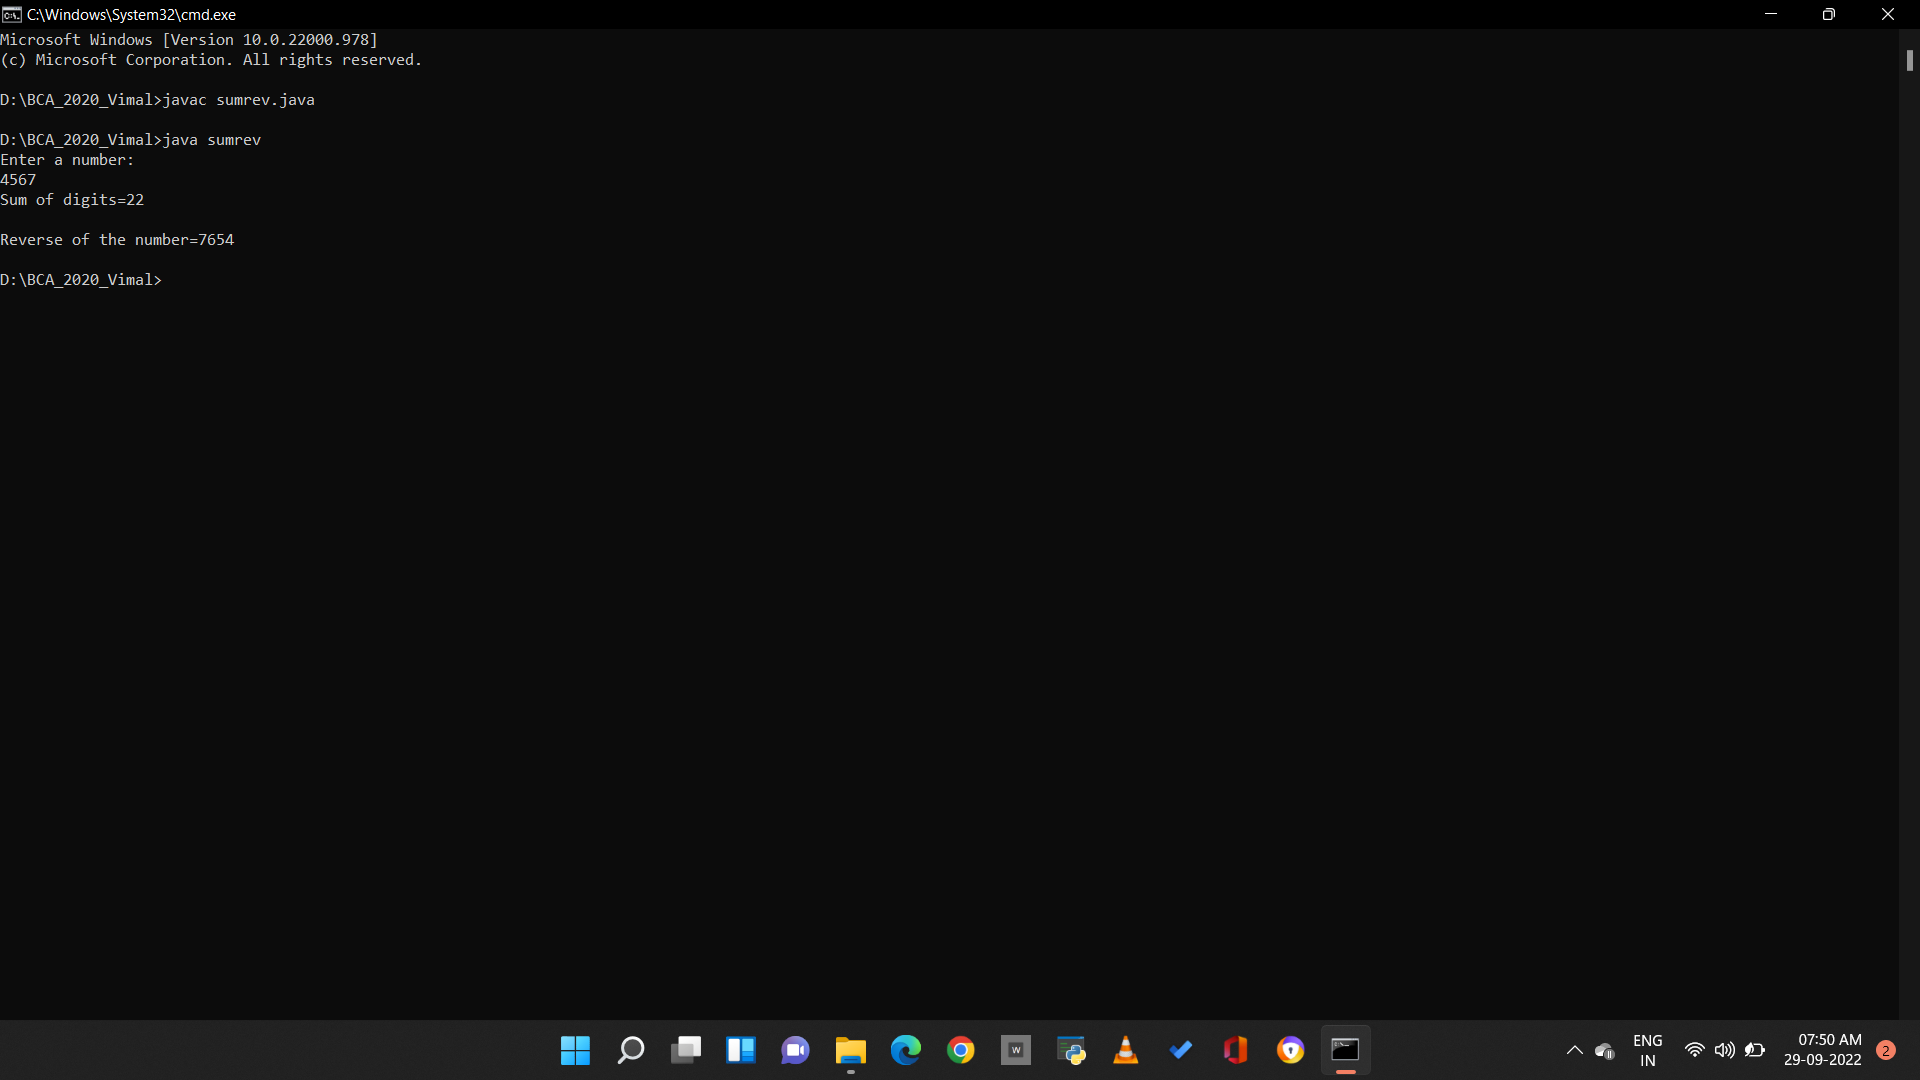 C:\Windows\System32\cmd.exe
Microsoft Windows [Version 10.0.22000.978]
(c) Microsoft Corporation. All rights reserved.
D:\BCA_2020_Vimal>javac sumrev.java
D:\BCA_2020_Vimal>java sumrev
Enter a number:
4567
Sum of digits=22
Reverse of the number=7654
D:\BCA_2020_Vimal>
W
ENG
IN
07:50 AM
29-09-2022
2